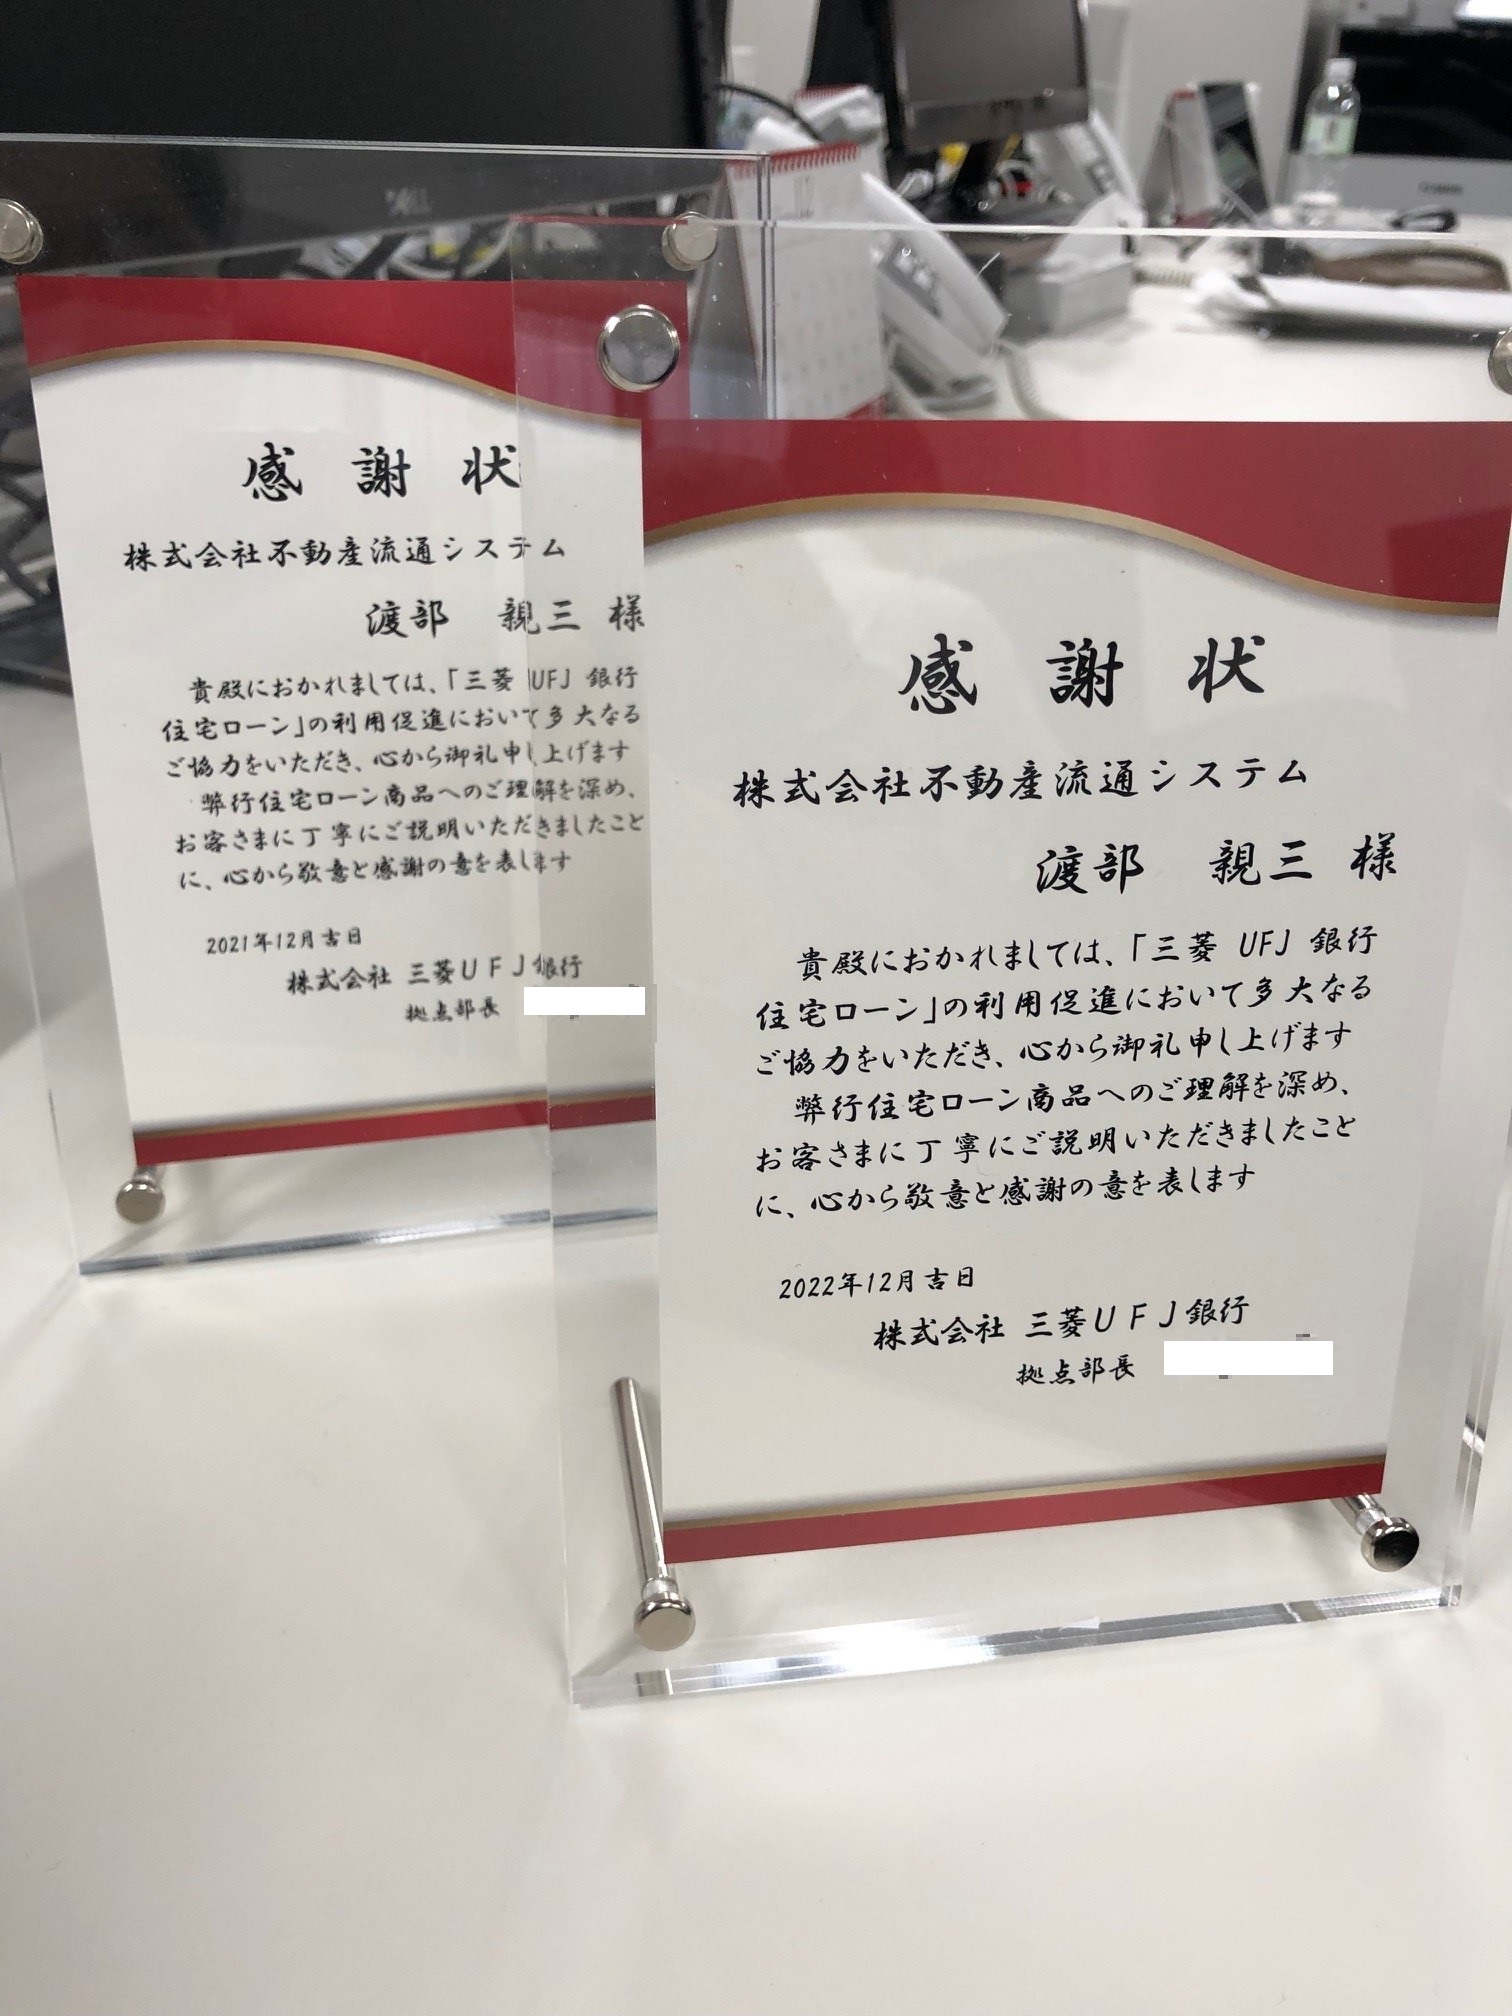 感謝状
株式会社不動産流通システム
渡部 親三 様
貴殿におかれましては、「三菱 UFJ 銀行
住宅ローン」の利用促進において多大なる
ご協力をいただき、心から御礼申し上げます
弊行住宅ローン商品へのご理解を深め、
お客さまに丁寧にご説明いただきましたこと
に、心から敬意と感謝の意を表します
2021年12月吉日
株式会社 三菱UFJ銀行
拠点部長
感謝状
株式会社不動産流通システム
渡部 親三 様
貴殿におかれましては、「三菱 UFJ 銀行
住宅ローン」の利用促進において多大なる
ご協力をいただき、心から御礼申し上げます
弊行住宅ローン商品へのご理解を深め、
お客さまに丁寧にご説明いただきましたこと
に、心から敬意と感謝の意を表します
2022年12月吉日
株式会社 三菱UFJ銀行
拠点部長
DELL
12